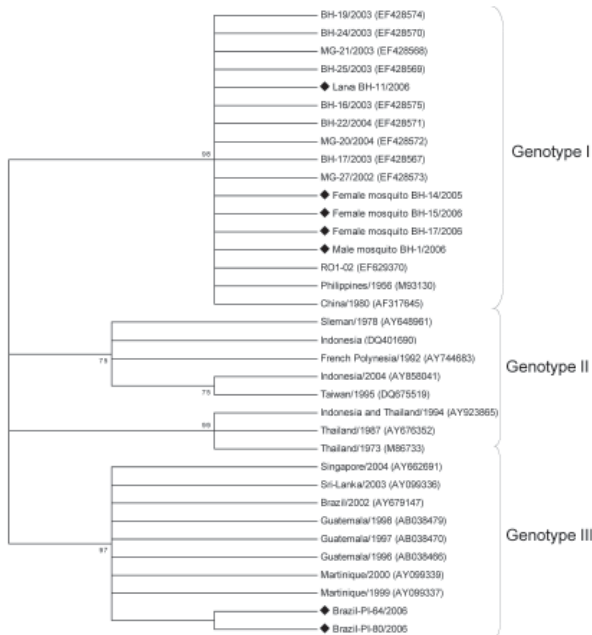 BH-19/2003 (EF428574)
BH-24/2003 (EF428570)
MG-21/2003 (EF428568)
BH-25/2003 (EF428569)
Larva BH-11/2006
BH-16/2003 (EF428575)
BH-22/2004 (EF428571)
MG-20/2004 (EF428572)
98
BH-17/2003 (EF428567)
MG-27/2002 (EF428573)
Female mosquito BH-14/2005
Female mosquito BH-15/2006
Female mosquito BH-17/2006
Male mosquito BH-1/2006
RO1-02 (EF629370)
Philippines/1956 (M93130)
China/1980 (AF317645)
Genotype I
Sleman/1978 (AY648961)
Indonesia (DQ401690)
75
French Polynesia/1992 (AY744683)
Indonesia/2004 (AY858041)
75
Taiwan/1995 (DQ675519)
Indonesia and Thailand/1994 (AY923865)
99
Thailand/1987 (AY676352)
Genotype II
Thailand/1973 (M86733)
Singapore/2004 (AY662691)
Sri-Lanka/2003 (AY099336)
Brazil/2002 (AY679147)
Guatemala/1998 (AB038479)
97
Guatemala/1997 (AB038470)
Guatemala/1996 (AB038466)
Martinique/2000 (AY099339)
Martinique/1999 (AY099337)
Brazil-PI-64/2006
Brazil-PI-80/2006
Genotype III